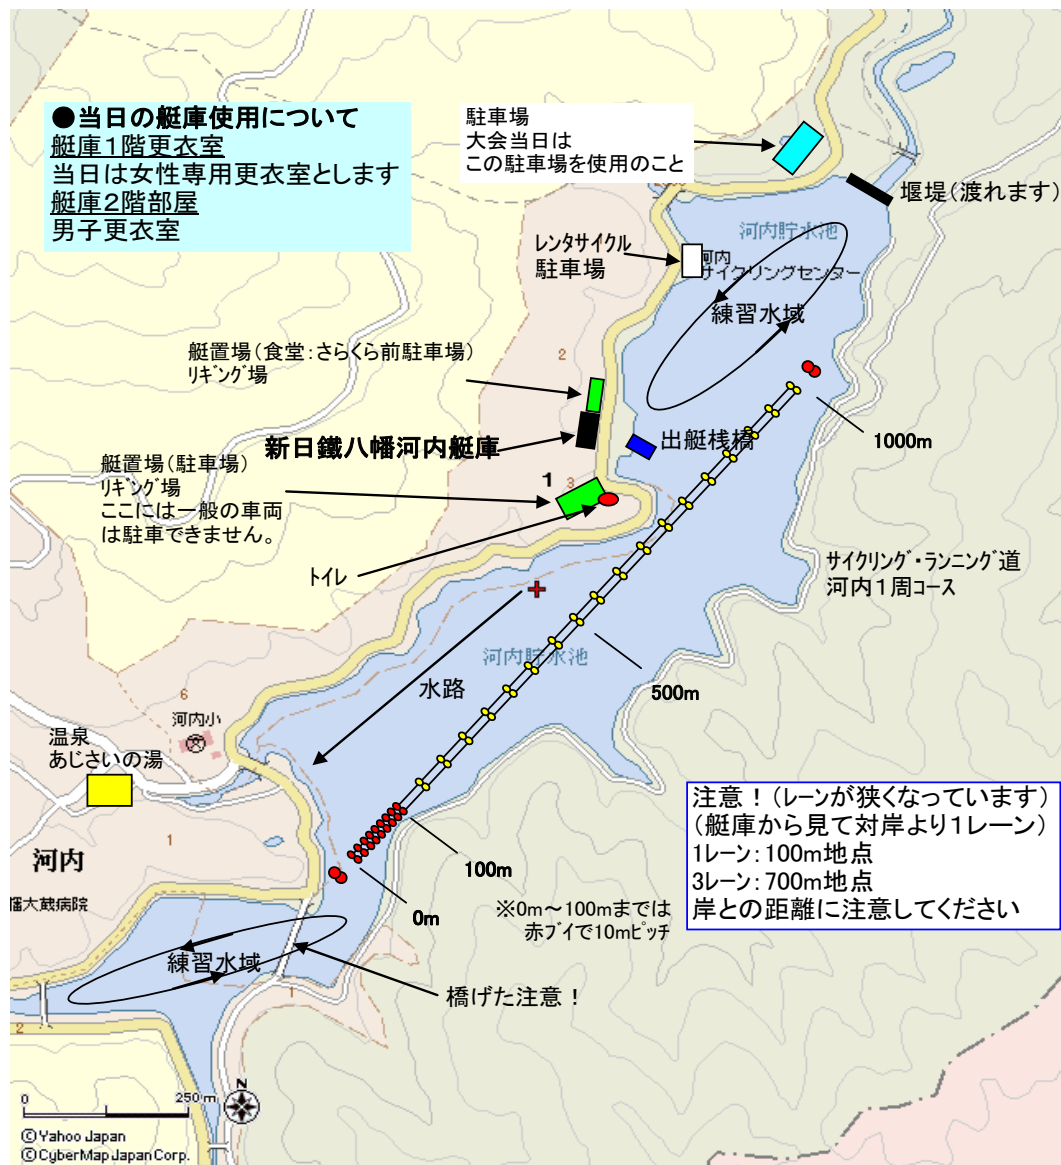 ●当日の艇庫使用について
艇庫1階更衣室
当日は女性専用更衣室とします
艇庫2階部屋
男子更衣室
駐車場
大会当日は
この駐車場を使用のこと
堰堤(渡れます)
河内貯水池
レンタサイクル
駐車場
河内
サイクリングセンター
練習水域
艇置場(食堂:さらくら前駐車場)
リギング場
2
新日鐵八幡河内艇庫
出艇桟橋
1000m
艇置場(駐車場)
リギング場
ここには一般の車両
は駐車できません。
1
3
トイレ
サイクリング・ランニング道
河内1周コース
河内貯水池
500m
水路
6
河内小
文
温泉
あじさいの湯
注意!(レーンが狭くなっています)
(艇庫から見て対岸より1レーン)
1レーン:100m地点
3レーン:700m地点
岸との距離に注意してください
1
河内
100m
0m
※0m~100mまでは
赤ブイで10mピッチ
大蔵病院
練習水域
橋げた注意!
1
2
0
250 m
N
©Yahoo Japan
©CyberMapJapanCorp.